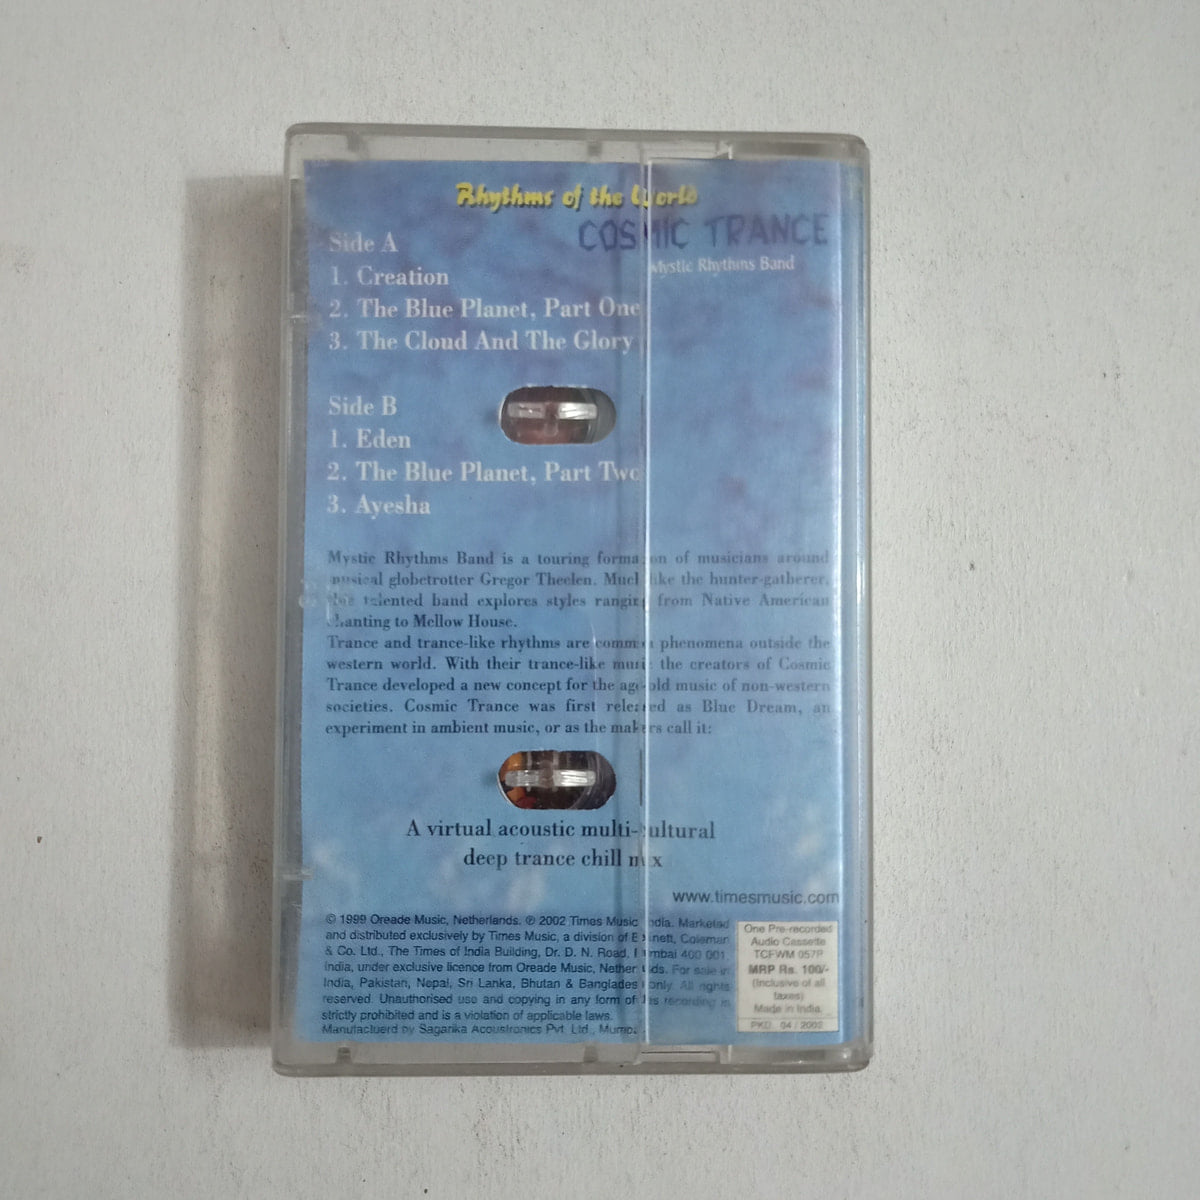 Rhythms of the World
COSMIC TRANCE
Mystic Rhythms Band
Side A
1. Creation
2. The Blue Planet, Part One
3. The Cloud And The Glory
Side B
1. Eden
2. The Blue Planet, Part Two
3. Ayesha
Mystic Rhythms Band is a touring formation of musicians around
musical globetrotter Gregor Theelen. Much like the hunter-gatherer,
this talented band explores styles ranging from Native American
chanting to Mellow House.
Trance and trance-like rhythms are common phenomena outside the
western world. With their trance-like music the creators of Cosmic
Trance developed a new concept for the age-old music of non-western
societies. Cosmic Trance was first released as Blue Dream, an
experiment in ambient music, or as the makers call it:
A virtual acoustic multi-cultural
deep trance chill mix
www.timesmusic.com
© 1999 Oreade Music, Netherlands. ℗ 2002 Times Music India. Marketed
and distributed exclusively by Times Music, a division of Bennett, Coleman
& Co. Ltd., The Times of India Building, Dr. D. N. Road, Mumbai 400 001,
India, under exclusive licence from Oreade Music, Netherlands. For sale in
India, Pakistan, Nepal, Sri Lanka, Bhutan & Bangladesh only. All rights
reserved. Unauthorised use and copying in any form of this recording is
strictly prohibited and is a violation of applicable laws.
Manufactuerd by Sagarika Acoustronics Pvt. Ltd., Mumbai.
One Pre-recorded
Audio Cassette
TCFWM 057P
MRP Rs. 100/-
(Inclusive of all
taxes)
Made in India.
PKD. 04 / 2002